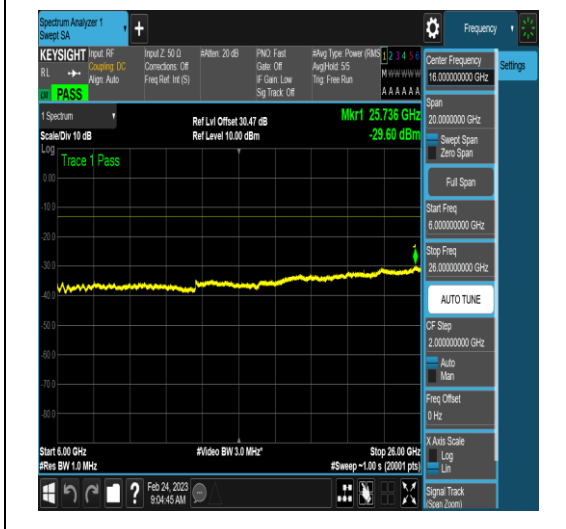 Spectrum Analyzer 1
Swept SA
+
Frequency
KEYSIGHT
RL
PASS
Input: RF
Coupling: DC
Align: Auto
Input Z: 50 Ω
Corrections: Off
Freq Ref: Int (S)
#Atten: 20 dB
PNO: Fast
Gate: Off
IF Gain: Low
Sig Track: Off
#Avg Type: Power (RMS
Avg|Hold: 5/5
Trig: Free Run
1 2 3 4 5 6
M W W W W W
A A A A A A
1 Spectrum
Scale/Div 10 dB
Ref Lvl Offset 30.47 dB
Ref Level 10.00 dBm
Mkr1 25.736 GHz
-29.60 dBm
Log
Trace 1 Pass
0.00
-10.0
-20.0
-30.0
-40.0
-50.0
-60.0
-70.0
-80.0
1
Start 6.00 GHz
#Res BW 1.0 MHz
#Video BW 3.0 MHz*
Stop 26.00 GHz
#Sweep ~1.00 s (20001 pts)
?
Feb 24, 2023
9:04:45 AM
Center Frequency
16.000000000 GHz
Settings
Span
20.0000000 GHz
Swept Span
Zero Span
Full Span
Start Freq
6.000000000 GHz
Stop Freq
26.000000000 GHz
AUTO TUNE
CF Step
2.000000000 GHz
Auto
Man
Freq Offset
0 Hz
X Axis Scale
Log
Lin
Signal Track
(Span Zoom)